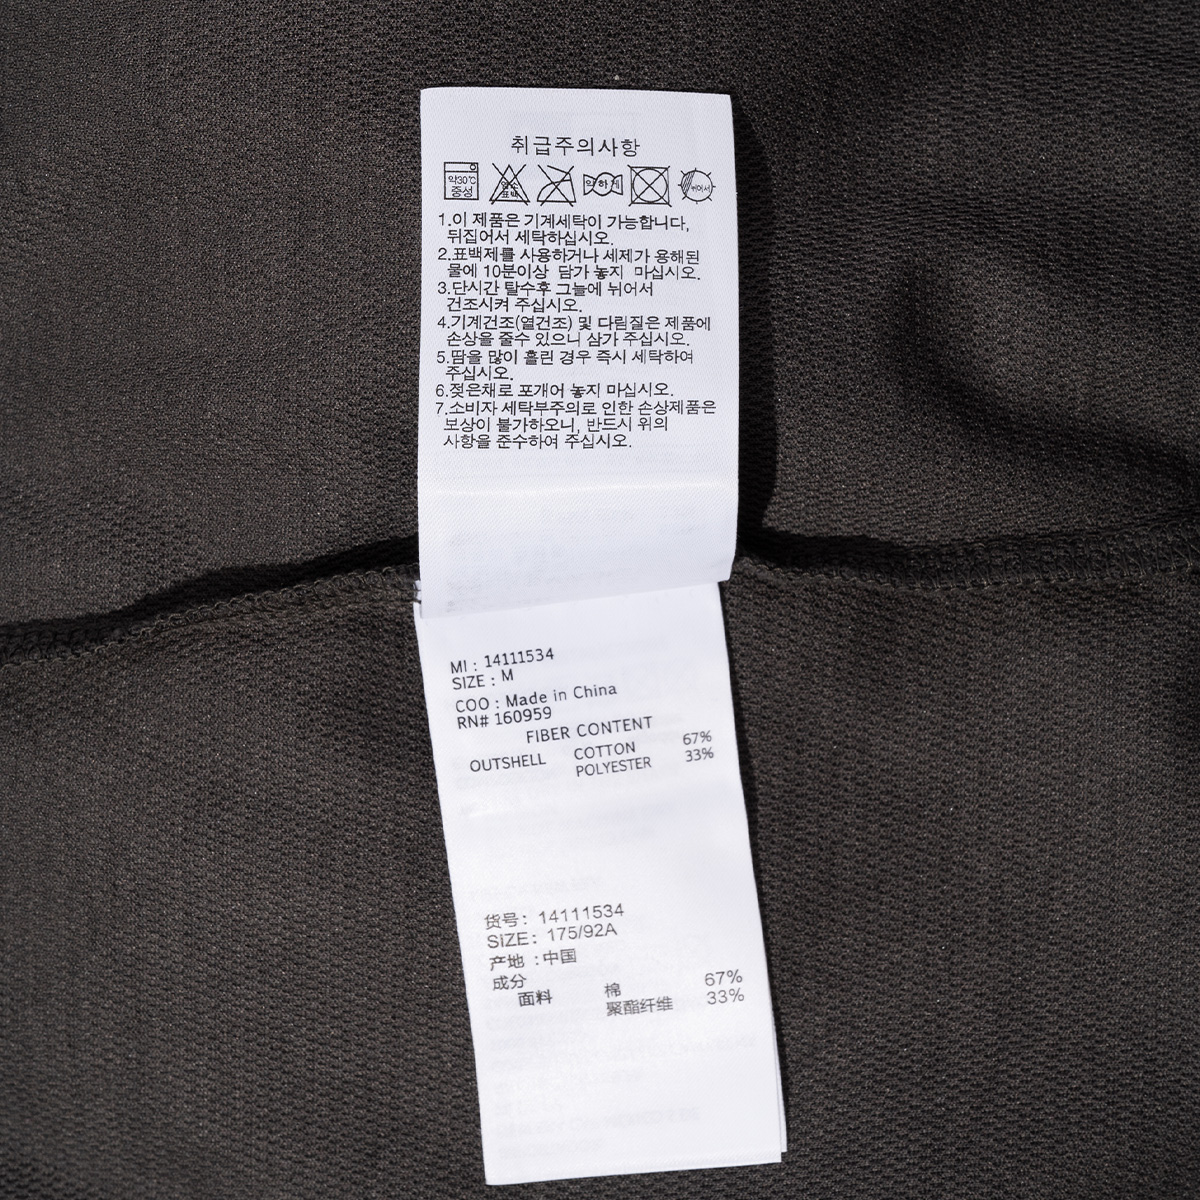 취급주의사항
약30℃
중성
염소
표백
약하게
뉘어서
1.이 제품은 기계세탁이 가능합니다,
뒤집어서 세탁하십시오.
2.표백제를 사용하거나 세제가 용해된
물에 10분이상 담가 놓지 마십시오.
3.단시간 탈수후 그늘에 뉘어서
건조시켜 주십시오.
4.기계건조(열건조) 및 다림질은 제품에
손상을 줄수 있으니 삼가 주십시오.
5.땀을 많이 흘린 경우 즉시 세탁하여
주십시오.
6.젖은채로 포개어 놓지 마십시오.
7.소비자 세탁부주의로 인한 손상제품은
보상이 불가하오니, 반드시 위의
사항을 준수하여 주십시오.
MI : 14111534
SIZE : M
COO : Made in China
RN# 160959
FIBER CONTENT
OUTSHELL COTTON 67%
POLYESTER 33%
货号: 14111534
SIZE: 175/92A
产地 :中国
成分
面料 棉 67%
聚酯纤维 33%